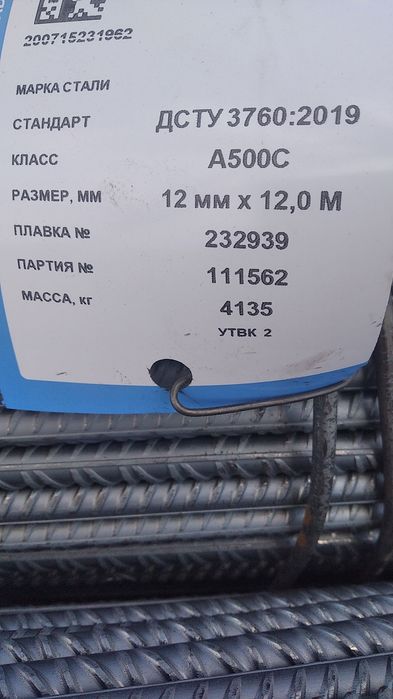 200715231962
МАРКА СТАЛИ
СТАНДАРТ ДСТУ 3760:2019
КЛАСС А500С
РАЗМЕР, ММ 12 мм х 12,0 М
ПЛАВКА № 232939
ПАРТИЯ № 111562
МАССА, кг 4135
УТВК 2